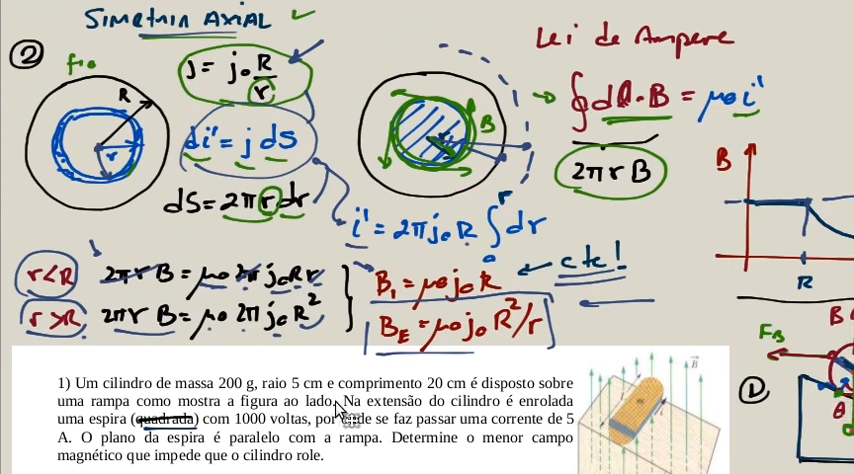 SIMETRIA AXIAL
Lei de Ampere
2
fio
R
r
J = j₀ R/r
di' = j ds
dS = 2πrdr
B
r
∮dl·B = μ₀i'
2πrB
i' = 2πj₀R ∫₀ʳ dr
B
R
r<R 2πrB = μ₀2πj₀Rr
r>R 2πrB = μ₀2πj₀R²
B₁ = μ₀j₀R
cte!
B_E = μ₀j₀R²/r
1) Um cilindro de massa 200 g, raio 5 cm e comprimento 20 cm é disposto sobre
uma rampa como mostra a figura ao lado. Na extensão do cilindro é enrolada
uma espira (quadrada) com 1000 voltas, por se faz passar uma corrente de 5
A. O plano da espira é paralelo com a rampa. Determine o menor campo
magnético que impede que o cilindro role.
B
F_B
B
1
θ